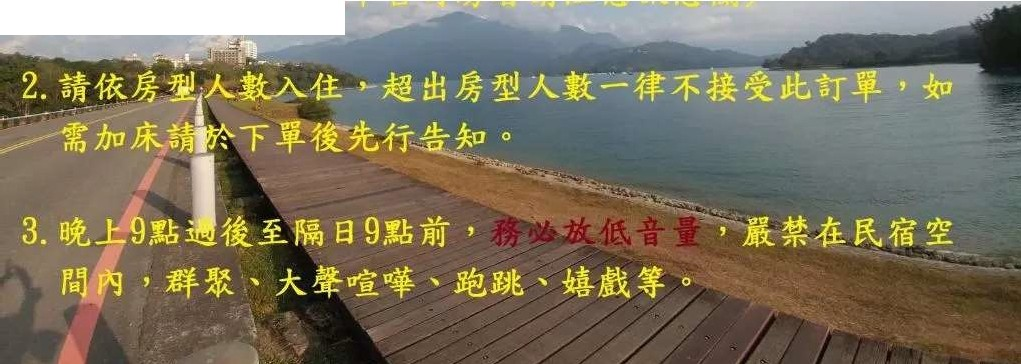 2.請依房型人數入住，超出房型人數一律不接受此訂單，如
需加床請於下單後先行告知。
3.晚上9點過後至隔日9點前，務必放低音量，嚴禁在民宿空
間內，群聚、大聲喧嘩、跑跳、嬉戲等。